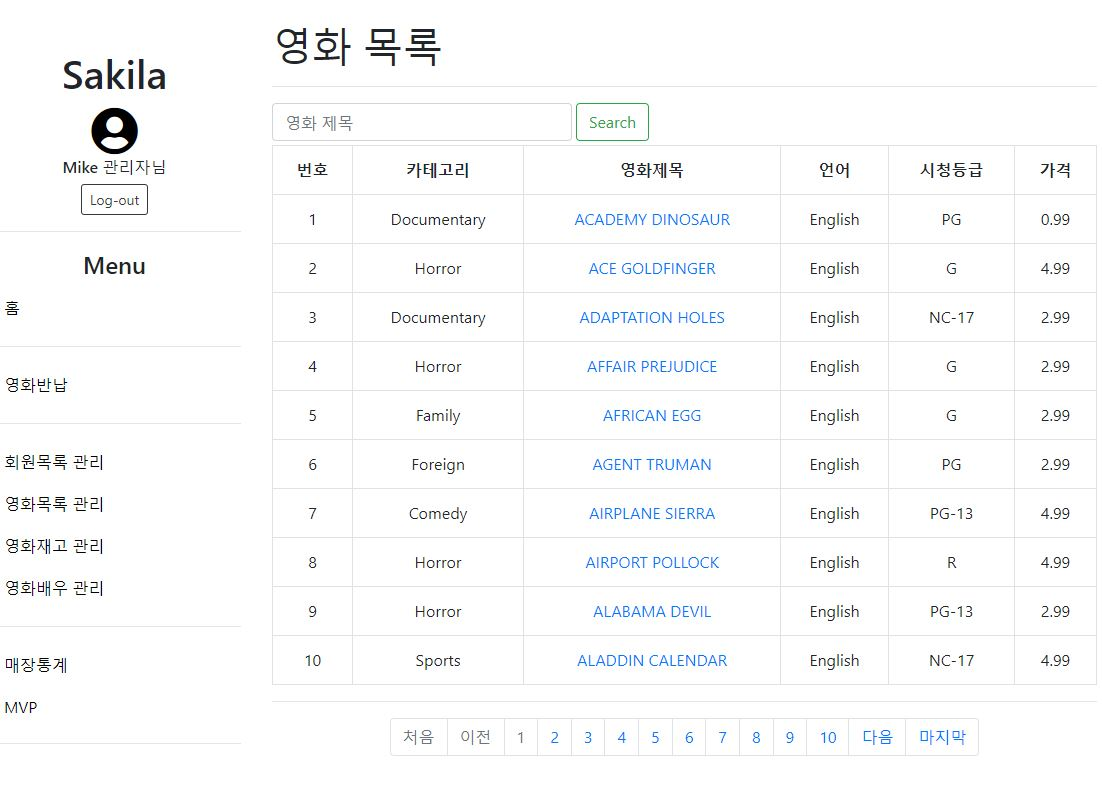 Sakila
Mike 관리자님
Log-out
Menu
홈
영화반납
회원목록 관리
영화목록 관리
영화재고 관리
영화배우 관리
매장통계
MVP
영화 목록
영화 제목 Search
번호 카테고리 영화제목 언어 시청등급 가격
1 Documentary ACADEMY DINOSAUR English PG 0.99
2 Horror ACE GOLDFINGER English G 4.99
3 Documentary ADAPTATION HOLES English NC-17 2.99
4 Horror AFFAIR PREJUDICE English G 2.99
5 Family AFRICAN EGG English G 2.99
6 Foreign AGENT TRUMAN English PG 2.99
7 Comedy AIRPLANE SIERRA English PG-13 4.99
8 Horror AIRPORT POLLOCK English R 4.99
9 Horror ALABAMA DEVIL English PG-13 2.99
10 Sports ALADDIN CALENDAR English NC-17 4.99
처음 이전 1 2 3 4 5 6 7 8 9 10 다음 마지막